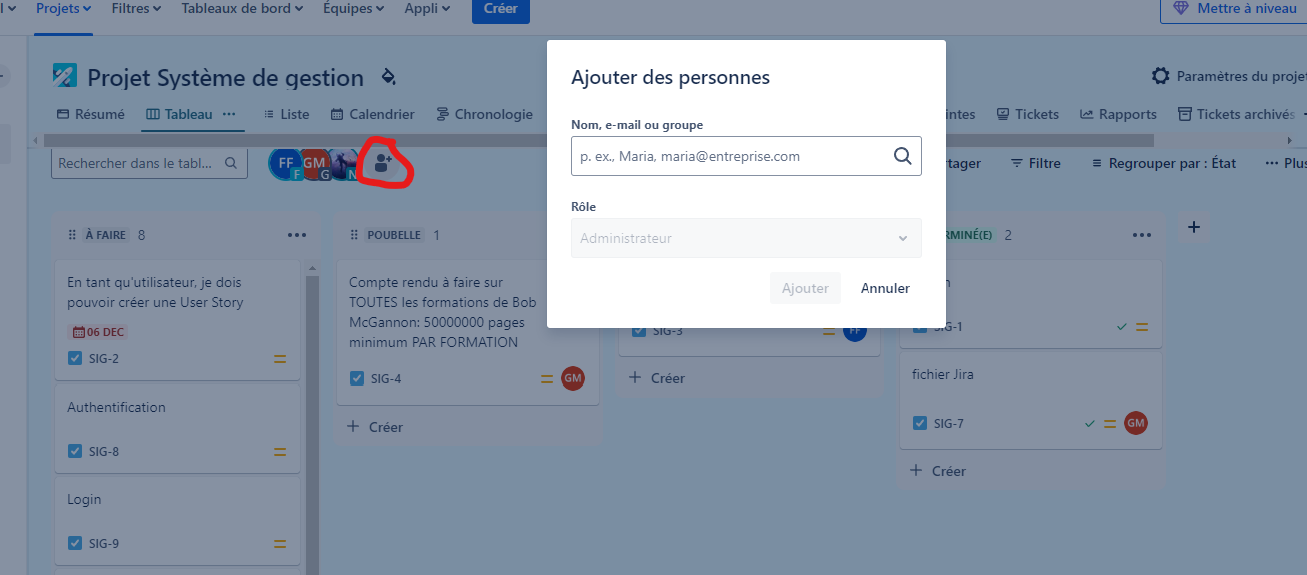 Projets
Filtres
Tableaux de bord
Équipes
Appli
Créer
Mettre à niveau
Projet Système de gestion
Paramètres du projet
Résumé
Tableau
Liste
Calendrier
Chronologie
Tickets
Rapports
Tickets archivés
Rechercher dans le tabl...
FF
F
GM
G
N
Filtre
Regrouper par : État
Ajouter des personnes
Nom, e-mail ou groupe
p. ex., Maria, maria@entreprise.com
Rôle
Administrateur
Ajouter
Annuler
À FAIRE 8
En tant qu'utilisateur, je dois
pouvoir créer une User Story
06 DEC
SIG-2
Authentification
SIG-8
Login
SIG-9
POUBELLE 1
Compte rendu à faire sur
TOUTES les formations de Bob
McGannon: 50000000 pages
minimum PAR FORMATION
SIG-4
GM
Créer
SIG-3
FF
Créer
RMINÉ(E) 2
SIG-1
fichier Jira
SIG-7
GM
Créer